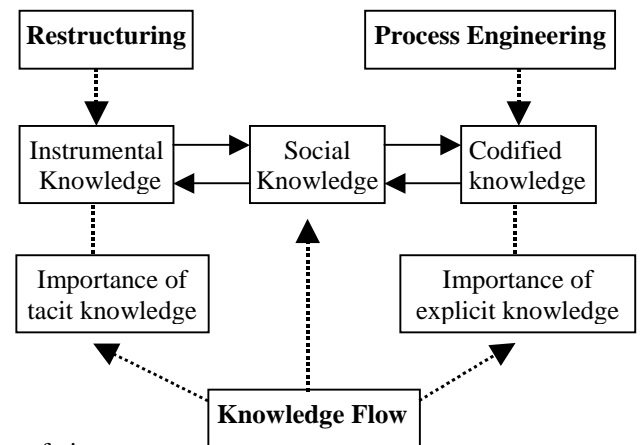 Restructuring
Process Engineering
Instrumental
Knowledge
Social
Knowledge
Codified
knowledge
Importance of
tacit knowledge
Importance of
explicit knowledge
Knowledge Flow